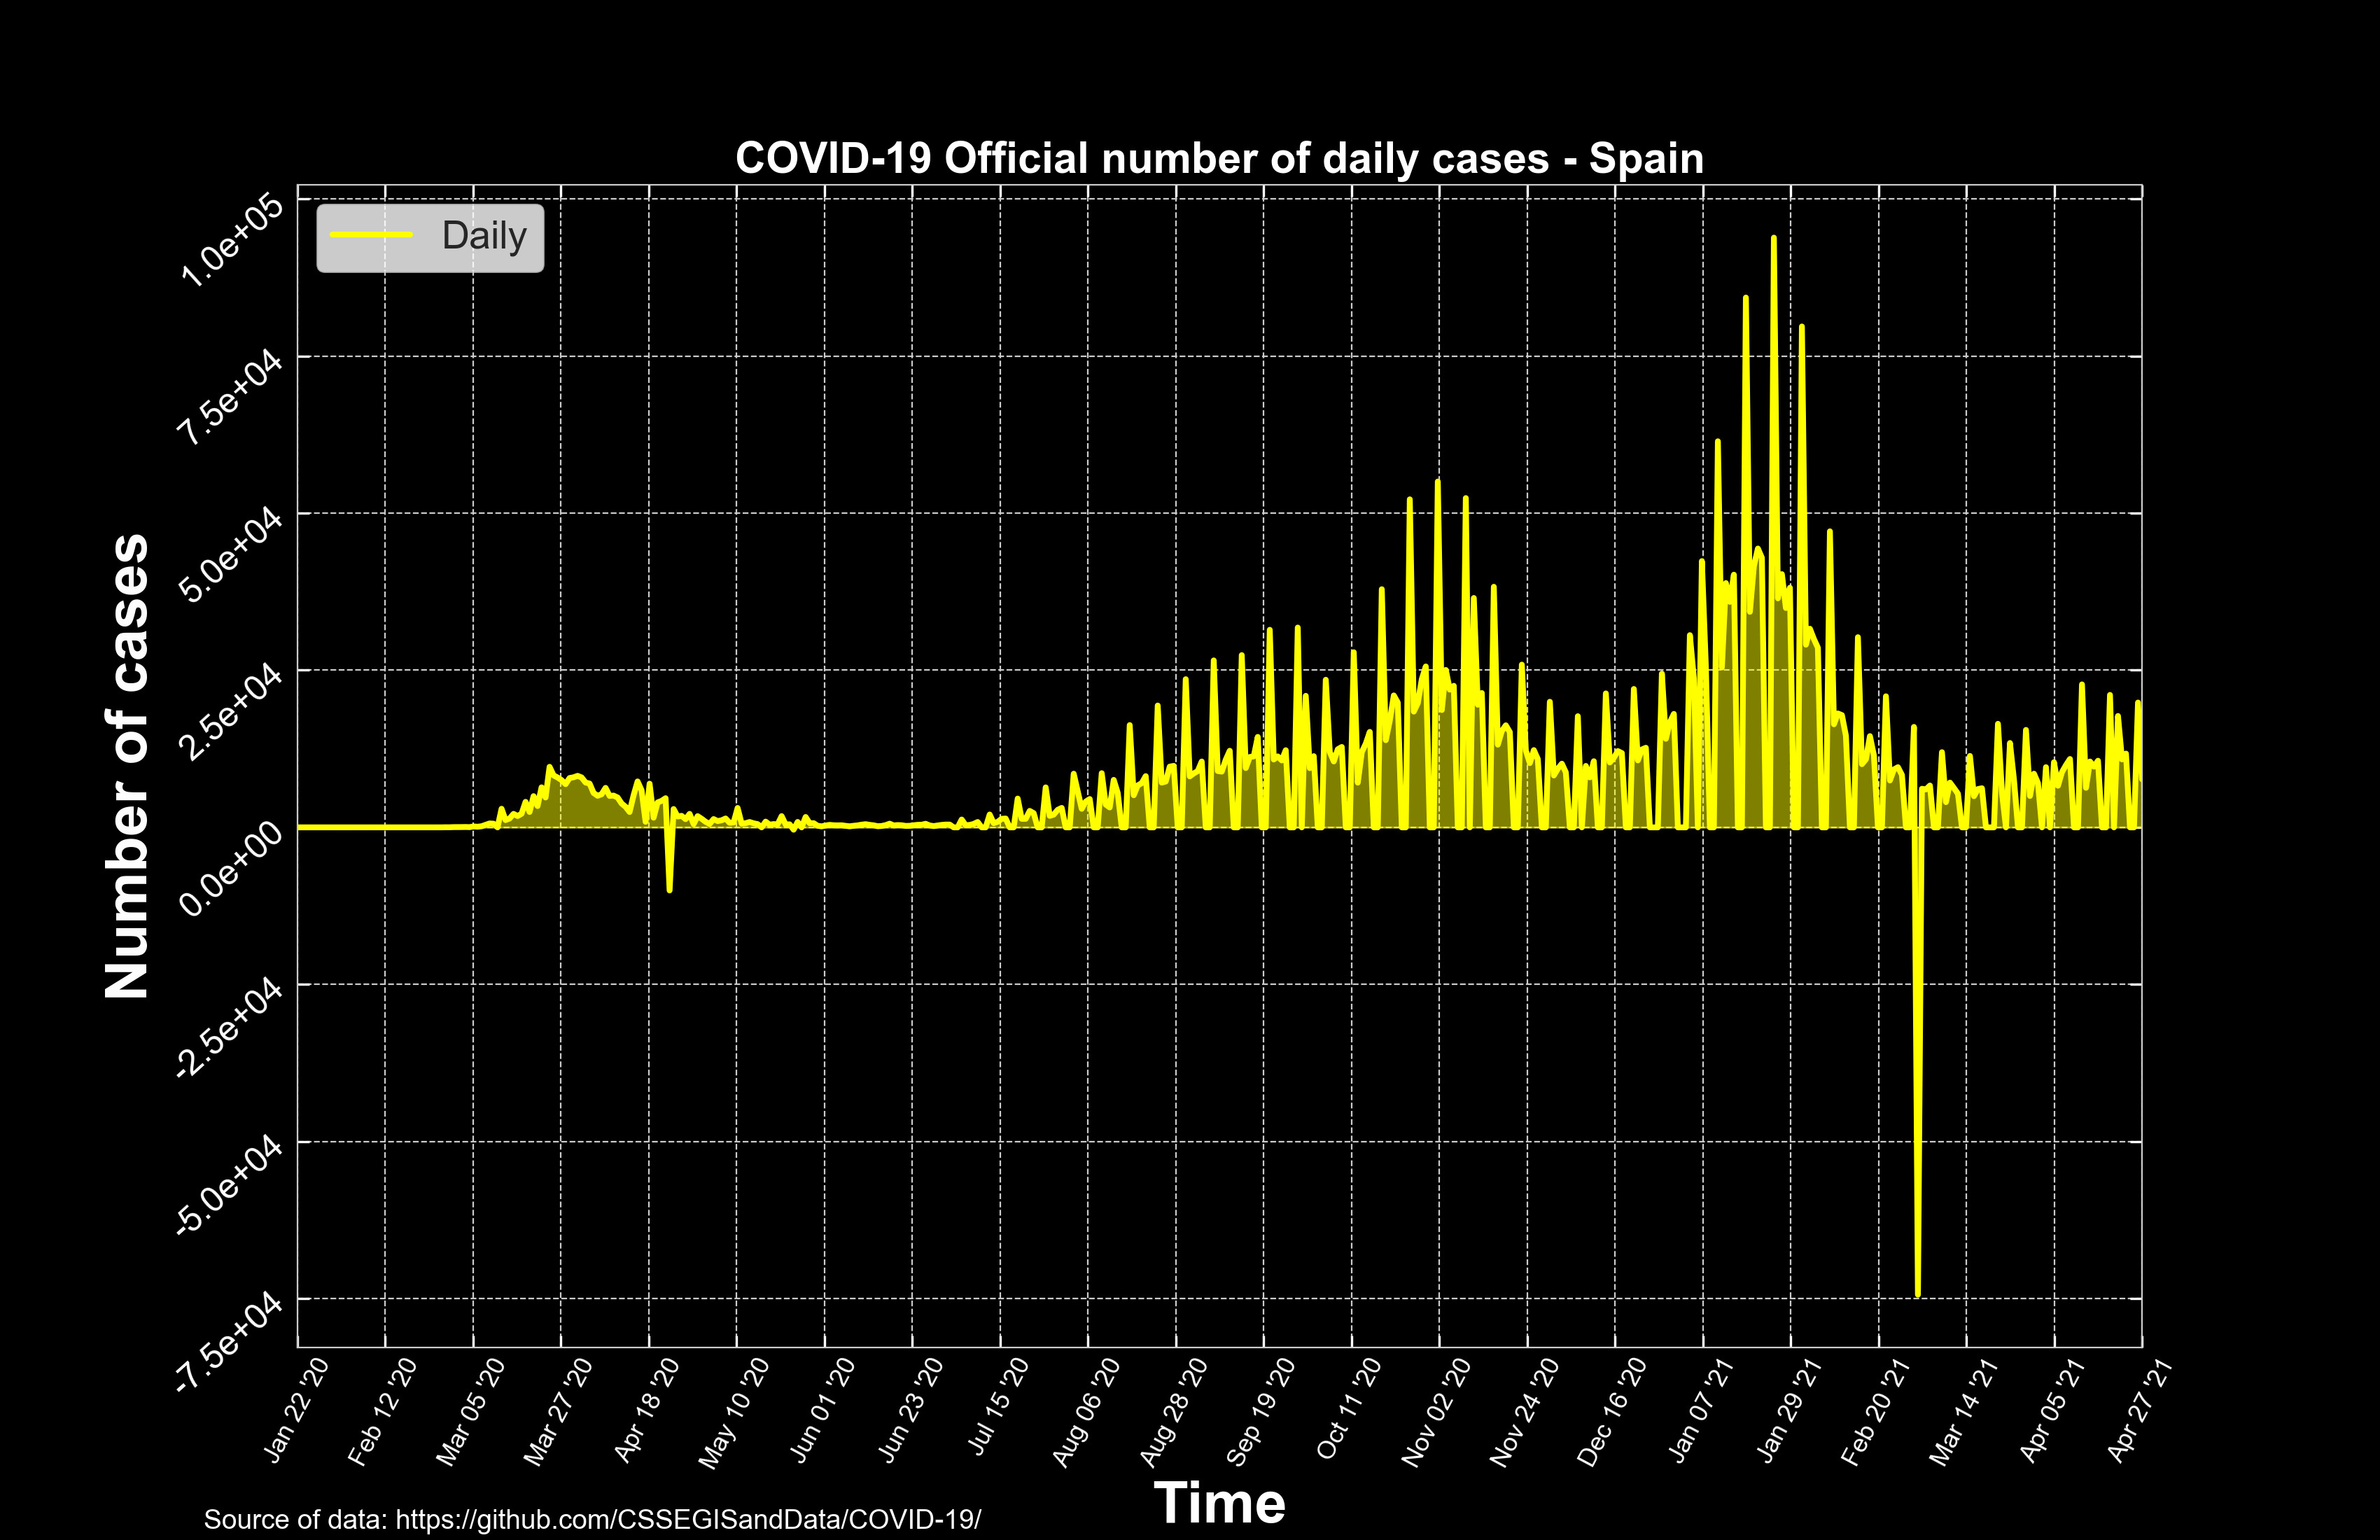 COVID-19 Official number of daily cases - Spain
Daily
Number of cases
1.0e+05
7.5e+04
5.0e+04
2.5e+04
0.0e+00
-2.5e+04
-5.0e+04
-7.5e+04
Jan 22 '20
Feb 12 '20
Mar 05 '20
Mar 27 '20
Apr 18 '20
May 10 '20
Jun 01 '20
Jun 23 '20
Jul 15 '20
Aug 06 '20
Aug 28 '20
Sep 19 '20
Oct 11 '20
Nov 02 '20
Nov 24 '20
Dec 16 '20
Jan 07 '21
Jan 29 '21
Feb 20 '21
Mar 14 '21
Apr 05 '21
Apr 27 '21
Time
Source of data: https://github.com/CSSEGISandData/COVID-19/